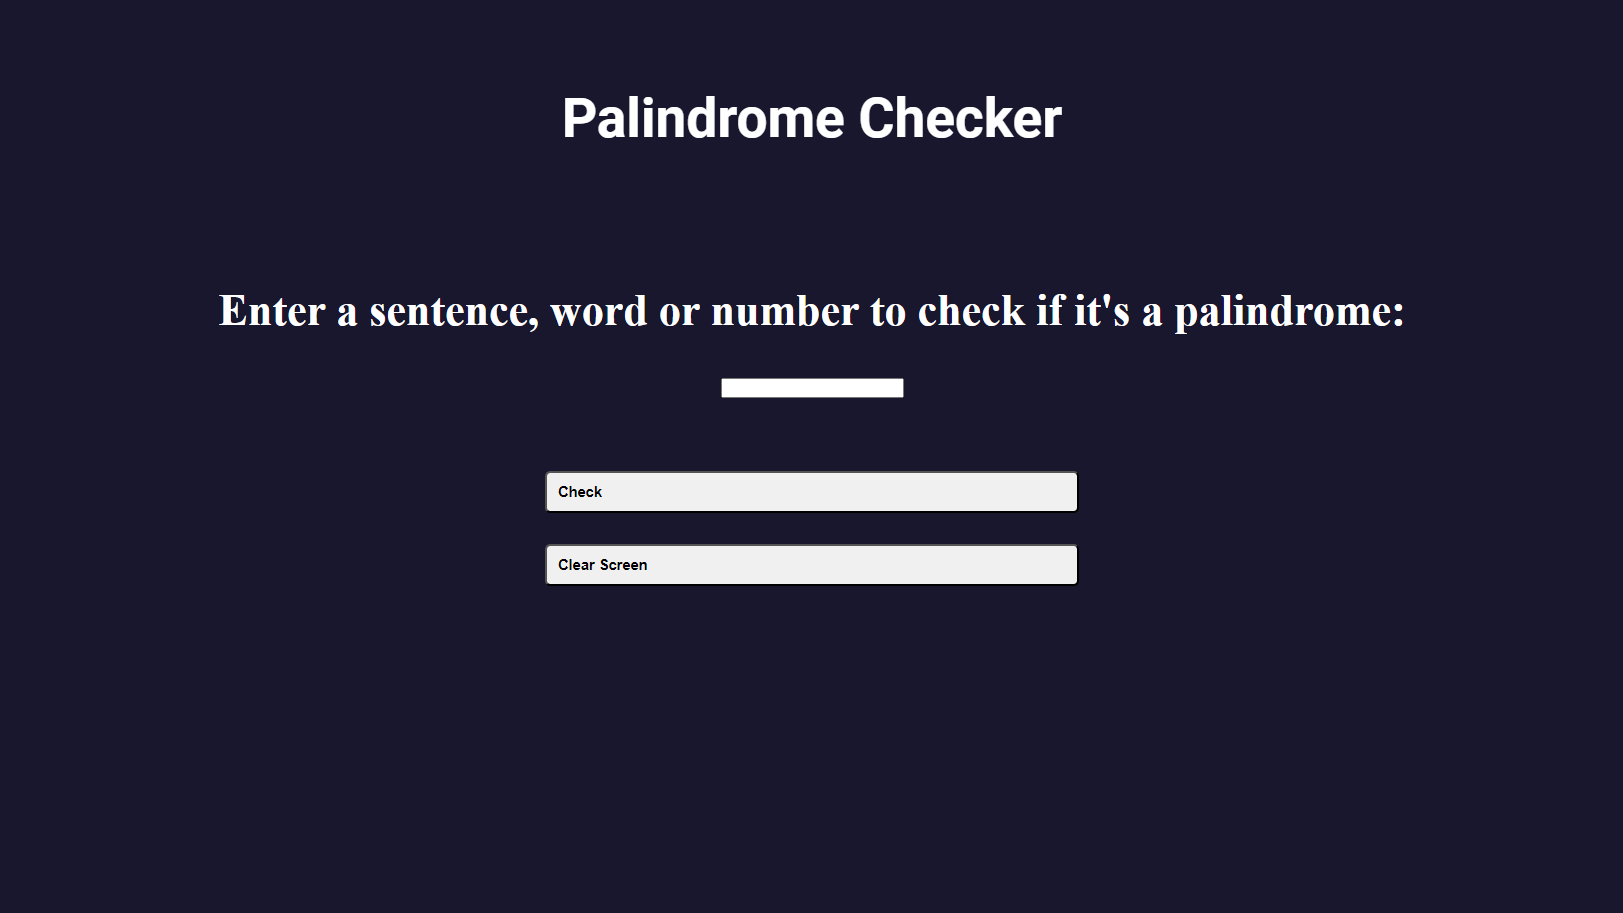 Palindrome Checker
Enter a sentence, word or number to check if it's a palindrome:
Check
Clear Screen